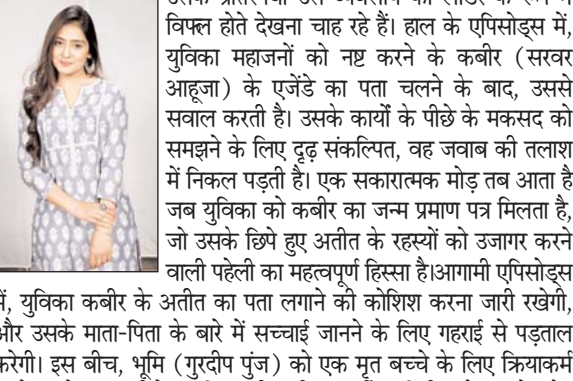 विफल होते देखना चाह रहे हैं। हाल के एपिसोड्स में,
युविका महाजनों को नष्ट करने के कबीर (सरवर
आहूजा) के एजेंडे का पता चलने के बाद, उससे
सवाल करती है। उसके कार्यों के पीछे के मकसद को
समझने के लिए दृढ़ संकल्पित, वह जवाब की तलाश
में निकल पड़ती है। एक सकारात्मक मोड़ तब आता है
जब युविका को कबीर का जन्म प्रमाण पत्र मिलता है,
जो उसके छिपे हुए अतीत के रहस्यों को उजागर करने
वाली पहेली का महत्वपूर्ण हिस्सा है।आगामी एपिसोड्स
में, युविका कबीर के अतीत का पता लगाने की कोशिश करना जारी रखेगी,
और उसके माता-पिता के बारे में सच्चाई जानने के लिए गहराई से पड़ताल
करेगी। इस बीच, भूमि (गुरदीप पुंज) को एक मृत बच्चे के लिए क्रियाकर्म